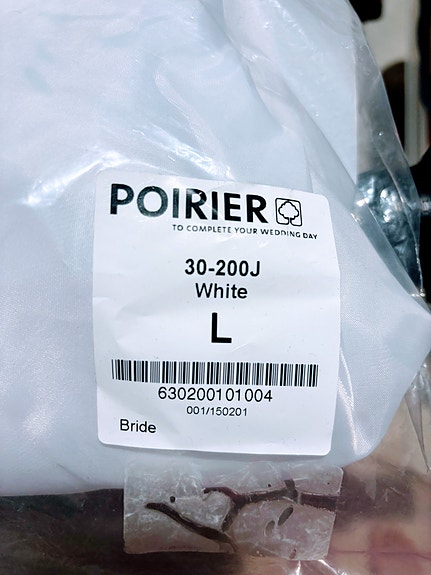 POIRIER
TO COMPLETE YOUR WEDDING DAY
30-200J
White
L
630200101004
001/150201
Bride